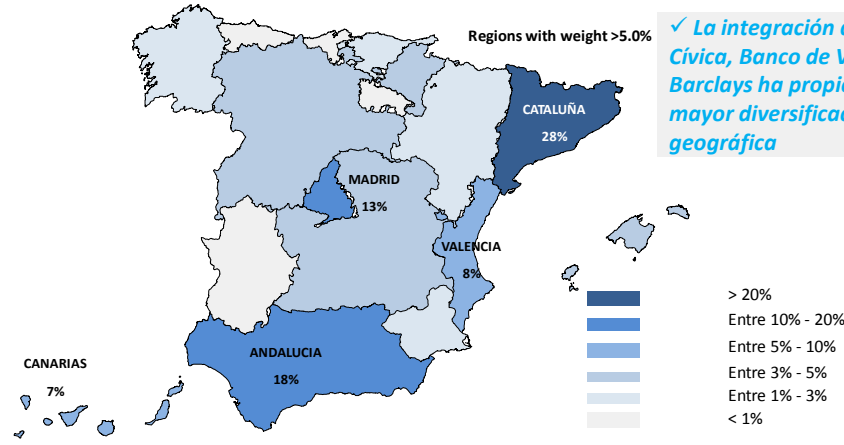 Regions with weight >5.0%
✓ La integración
Cívica, Banco de
Barclays ha
mayor
geográfica
CATALUÑA
28%
MADRID
13%
VALENCIA
8%
> 20%
Entre 10% - 20%
Entre 5% - 10%
Entre 3% - 5%
Entre 1% - 3%
< 1%
ANDALUCIA
18%
CANARIAS
7%